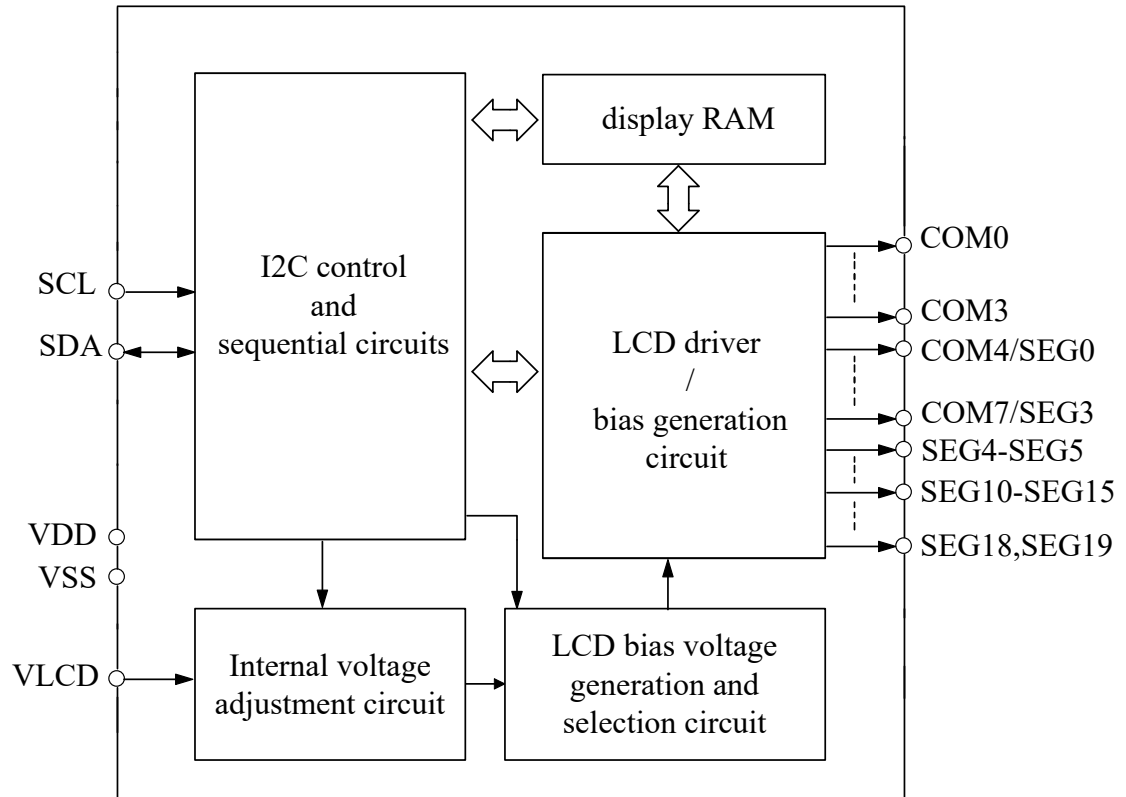 display RAM
I2C control
and
sequential circuits
SCL
SDA
LCD driver
/
bias generation
circuit
COM0
COM3
COM4/SEG0
COM7/SEG3
SEG4-SEG5
SEG10-SEG15
SEG18,SEG19
VDD
VSS
VLCD
Internal voltage
adjustment circuit
LCD bias voltage
generation and
selection circuit